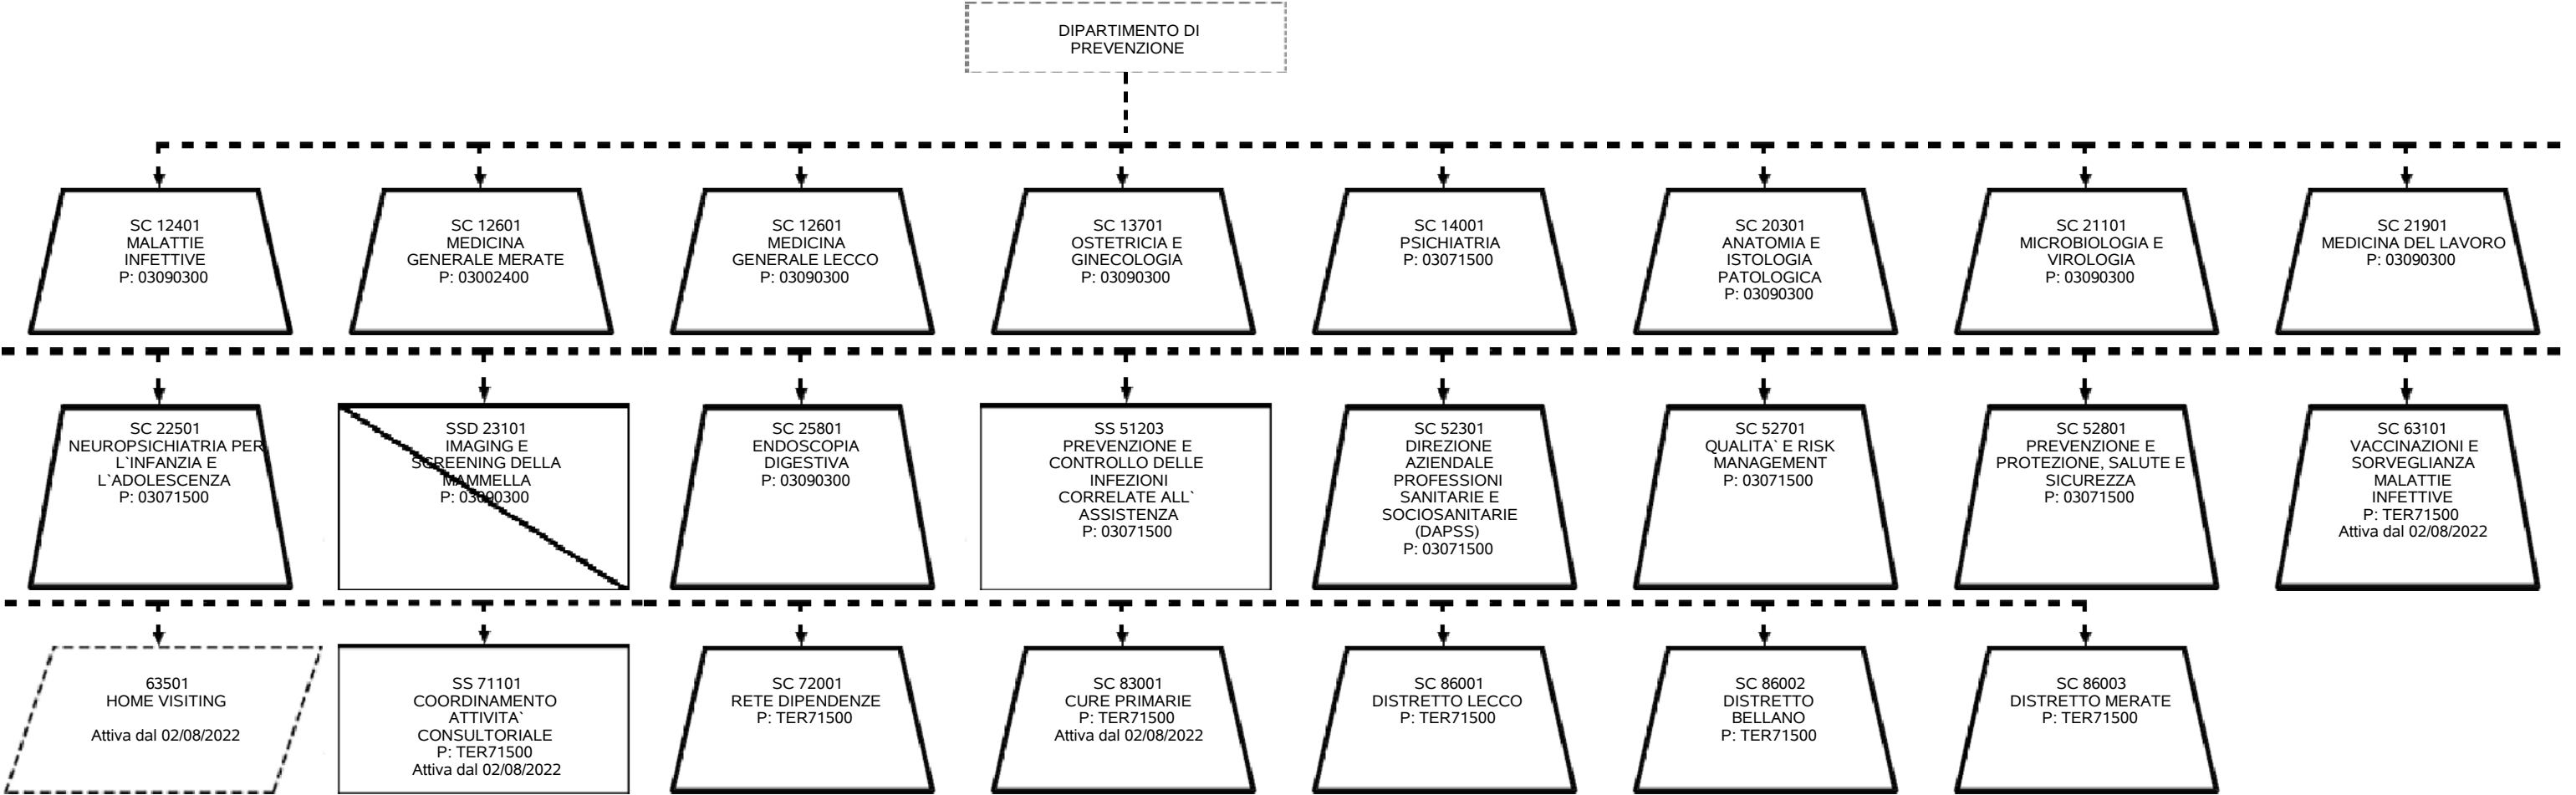 DIPARTIMENTO DI
PREVENZIONE
SC 12401
MALATTIE
INFETTIVE
P: 03090300
SC 12601
MEDICINA
GENERALE MERATE
P: 03002400
SC 12601
MEDICINA
GENERALE LECCO
P: 03090300
SC 13701
OSTETRICIA E
GINECOLOGIA
P: 03090300
SC 14001
PSICHIATRIA
P: 03071500
SC 20301
ANATOMIA E
ISTOLOGIA
PATOLOGICA
P: 03090300
SC 21101
MICROBIOLOGIA E
VIROLOGIA
P: 03090300
SC 21901
MEDICINA DEL LAVORO
P: 03090300
SC 22501
NEUROPSICHIATRIA PER
L`INFANZIA E
L`ADOLESCENZA
P: 03071500
SSD 23101
IMAGING E
SCREENING DELLA
MAMMELLA
P: 03090300
SC 25801
ENDOSCOPIA
DIGESTIVA
P: 03090300
SS 51203
PREVENZIONE E
CONTROLLO DELLE
INFEZIONI
CORRELATE ALL`
ASSISTENZA
P: 03071500
SC 52301
DIREZIONE
AZIENDALE
PROFESSIONI
SANITARIE E
SOCIOSANITARIE
(DAPSS)
P: 03071500
SC 52701
QUALITA` E RISK
MANAGEMENT
P: 03071500
SC 52801
PREVENZIONE E
PROTEZIONE, SALUTE E
SICUREZZA
P: 03071500
SC 63101
VACCINAZIONI E
SORVEGLIANZA
MALATTIE
INFETTIVE
P: TER71500
Attiva dal 02/08/2022
63501
HOME VISITING
Attiva dal 02/08/2022
SS 71101
COORDINAMENTO
ATTIVITA`
CONSULTORIALE
P: TER71500
Attiva dal 02/08/2022
SC 72001
RETE DIPENDENZE
P: TER71500
SC 83001
CURE PRIMARIE
P: TER71500
Attiva dal 02/08/2022
SC 86001
DISTRETTO LECCO
P: TER71500
SC 86002
DISTRETTO
BELLANO
P: TER71500
SC 86003
DISTRETTO MERATE
P: TER71500